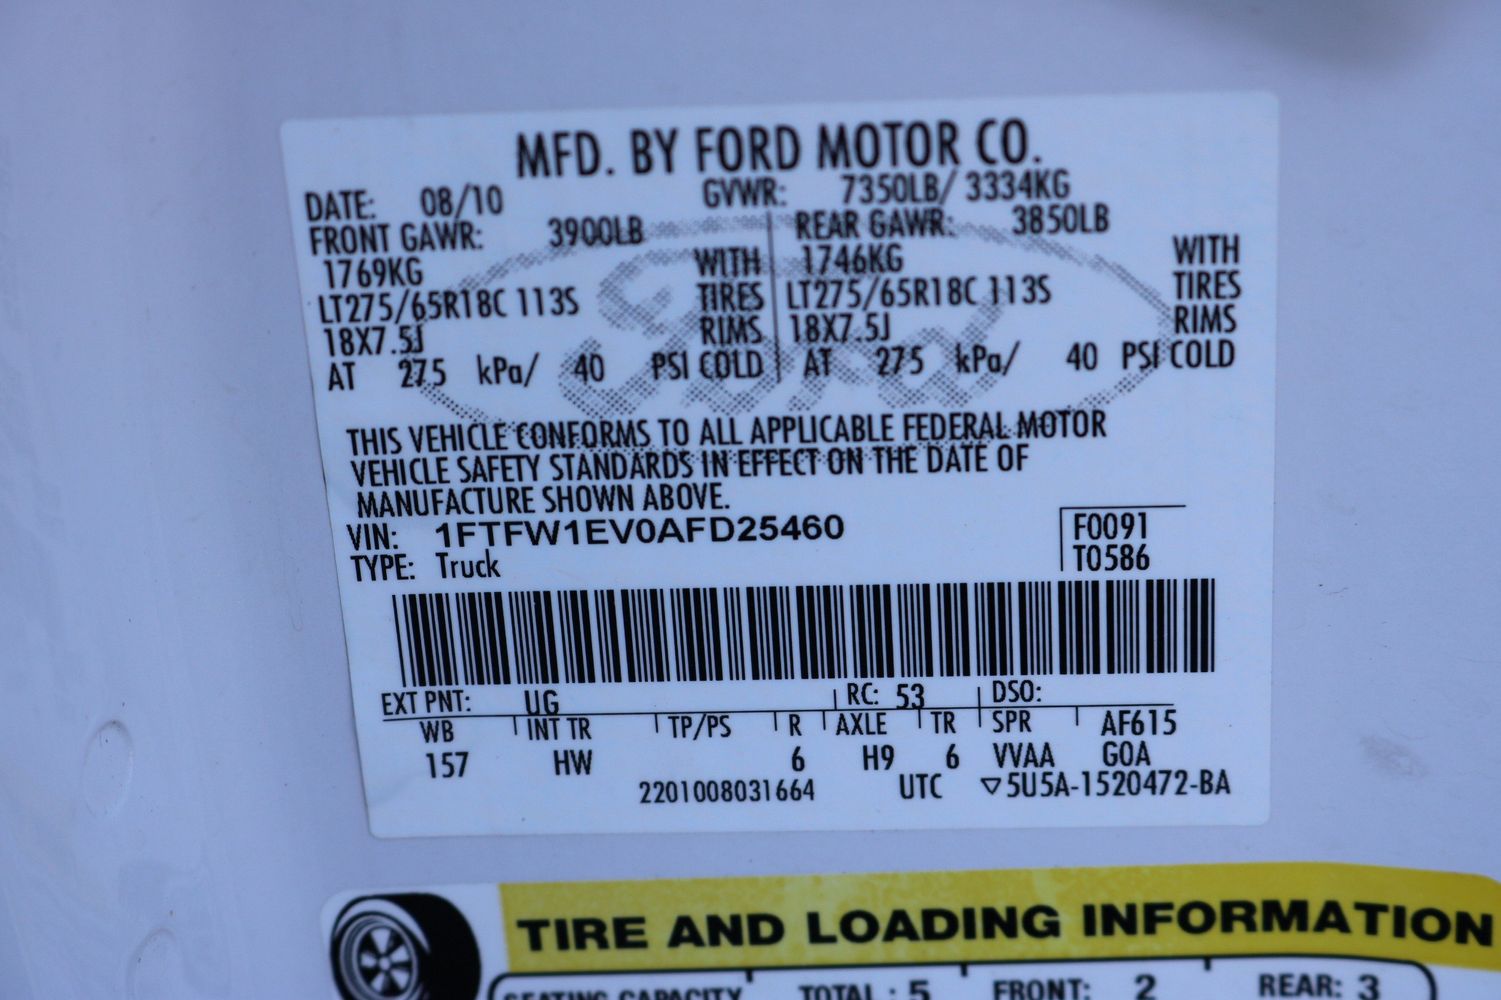 MFD. BY FORD MOTOR CO.
DATE: 08/10 GVWR: 7350LB/ 3334KG
FRONT GAWR: 3900LB REAR GAWR: 3850LB
1769KG WITH 1746KG WITH
LT275/65R18C 113S TIRES LT275/65R18C 113S TIRES
18X7.5J RIMS 18X7.5J RIMS
AT 275 kPa/ 40 PSI COLD AT 275 kPa/ 40 PSI COLD
Ford
THIS VEHICLE CONFORMS TO ALL APPLICABLE FEDERAL MOTOR
VEHICLE SAFETY STANDARDS IN EFFECT ON THE DATE OF
MANUFACTURE SHOWN ABOVE.
VIN: 1FTFW1EV0AFD25460 F0091
TYPE: Truck T0586
EXT PNT: UG RC: 53 DSO:
WB INT TR TP/PS R AXLE TR SPR AF615
157 HW 6 H9 6 VVAA GOA
2201008031664 UTC ▽5U5A-1520472-BA
TIRE AND LOADING INFORMATION
SEATING CAPACITY TOTAL : 5 FRONT: 2 REAR: 3